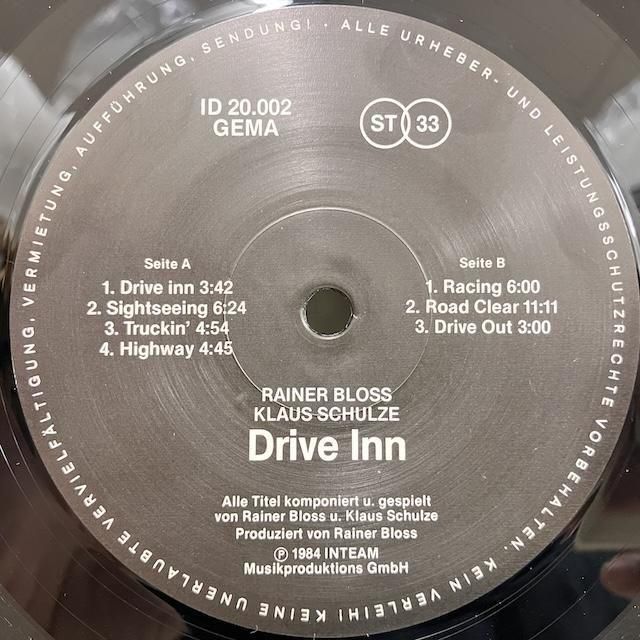 ALLE URHEBER- UND LEISTUNGSSCHUTZRECHTE VORBEHALTEN. KEIN VERLEIH! KEINE UNERLAUBTE VERVIELFÄLTIGUNG, VERMIETUNG, AUFFÜHRUNG, SENDUNG! ·
ID 20.002
GEMA
ST 33
Seite A
1. Drive inn 3:42
2. Sightseeing 6:24
3. Truckin' 4:54
4. Highway 4:45
Seite B
1. Racing 6:00
2. Road Clear 11:11
3. Drive Out 3:00
RAINER BLOSS
KLAUS SCHULZE
Drive Inn
Alle Titel komponiert u. gespielt
von Rainer Bloss u. Klaus Schulze
Produziert von Rainer Bloss
℗ 1984 INTEAM
Musikproduktions GmbH